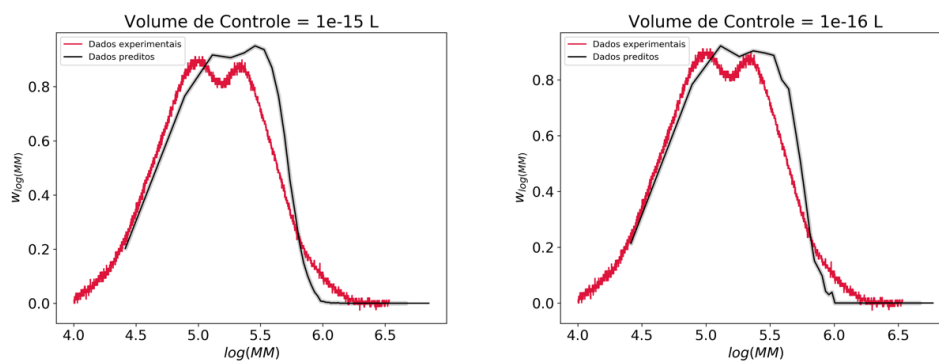 Volume de Controle = 1e-15 L
Dados experimentais
Dados preditos
0.8
0.6
0.4
0.2
0.0
w_log(MM)
4.0 4.5 5.0 5.5 6.0 6.5
log(MM)
Volume de Controle = 1e-16 L
Dados experimentais
Dados preditos
0.8
0.6
0.4
0.2
0.0
w_log(MM)
4.0 4.5 5.0 5.5 6.0 6.5
log(MM)